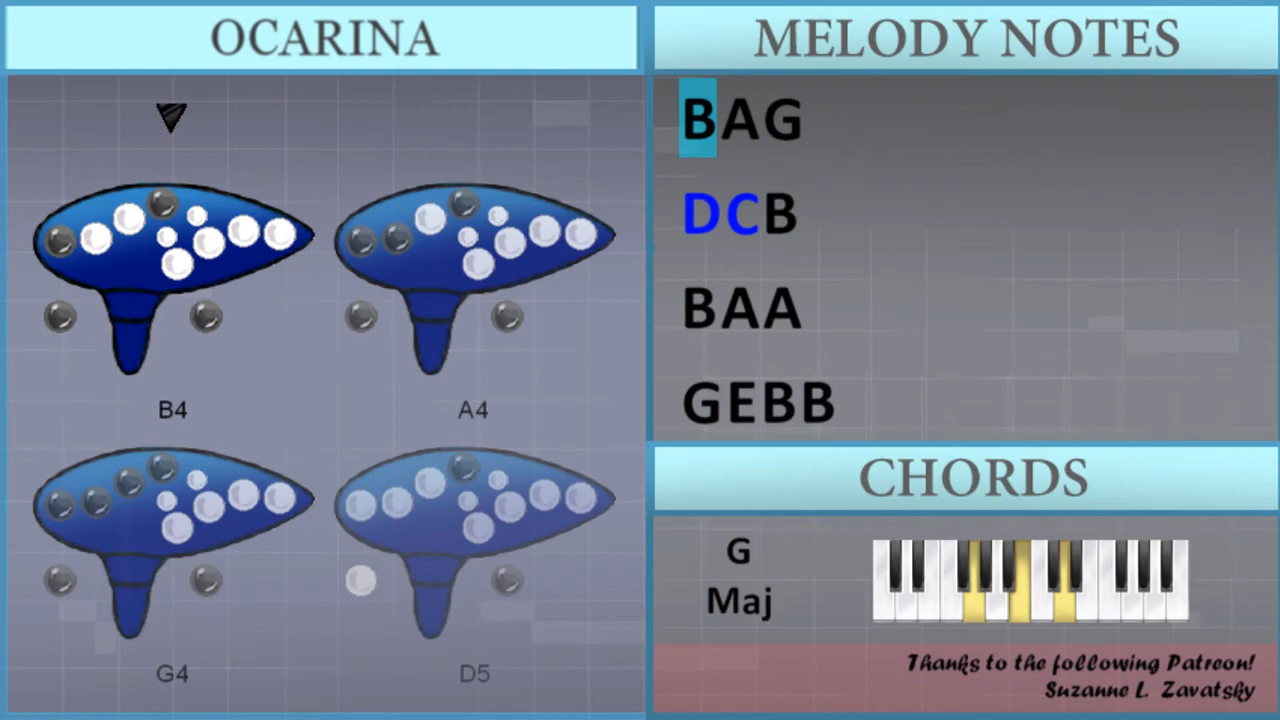 OCARINA
B4
A4
G4
D5
MELODY NOTES
BAG
DCB
BAA
GEBB
CHORDS
G
Maj
Thanks to the following Patreon!
Suzanne L. Zavatsky